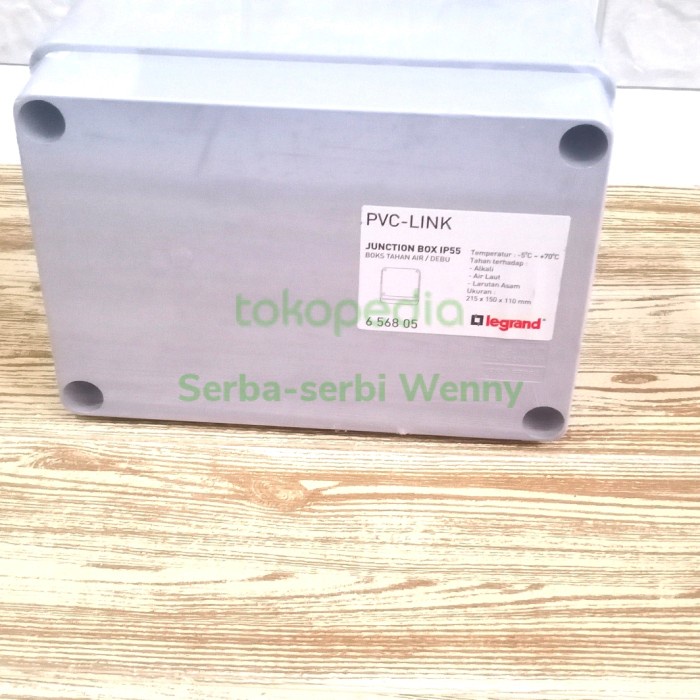 PVC-LINK
JUNCTION BOX IP55
BOKS TAHAN AIR / DEBU
Temperatur : -5°C ~ +70°C
Tahan terhadap :
- Alkali
- Air Laut
- Larutan Asam
Ukuran :
215 x 150 x 110 mm
6 568 05
legrand
tokopedia
Serba-serbi Wenny